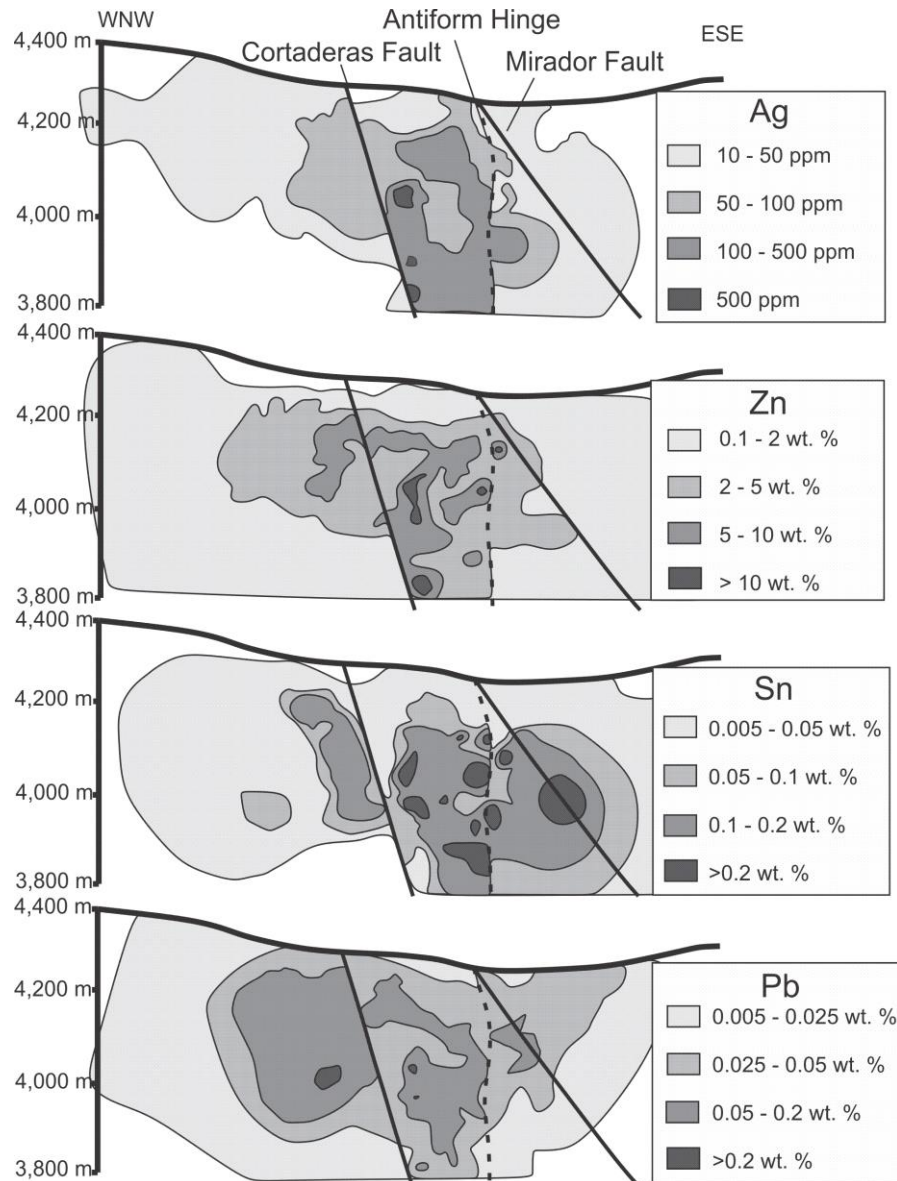 WNW
Antiform Hinge
ESE
Cortaderas Fault
Mirador Fault
4,400 m
4,200 m
4,000 m
3,800 m
Ag
10 - 50 ppm
50 - 100 ppm
100 - 500 ppm
500 ppm
4,400 m
4,200 m
4,000 m
3,800 m
Zn
0.1 - 2 wt. %
2 - 5 wt. %
5 - 10 wt. %
> 10 wt. %
4,400 m
4,200 m
4,000 m
3,800 m
Sn
0.005 - 0.05 wt. %
0.05 - 0.1 wt. %
0.1 - 0.2 wt. %
>0.2 wt. %
4,400 m
4,200 m
4,000 m
3,800 m
Pb
0.005 - 0.025 wt. %
0.025 - 0.05 wt. %
0.05 - 0.2 wt. %
>0.2 wt. %